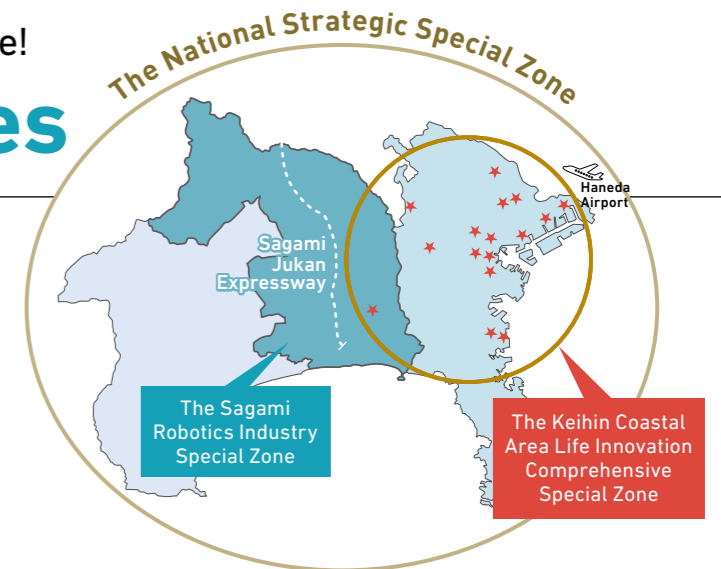 e!
es
The National Strategic Special Zone
Haneda
Airport
Sagami
Jukan
Expressway
The Sagami
Robotics Industry
Special Zone
The Keihin Coastal
Area Life Innovation
Comprehensive
Special Zone